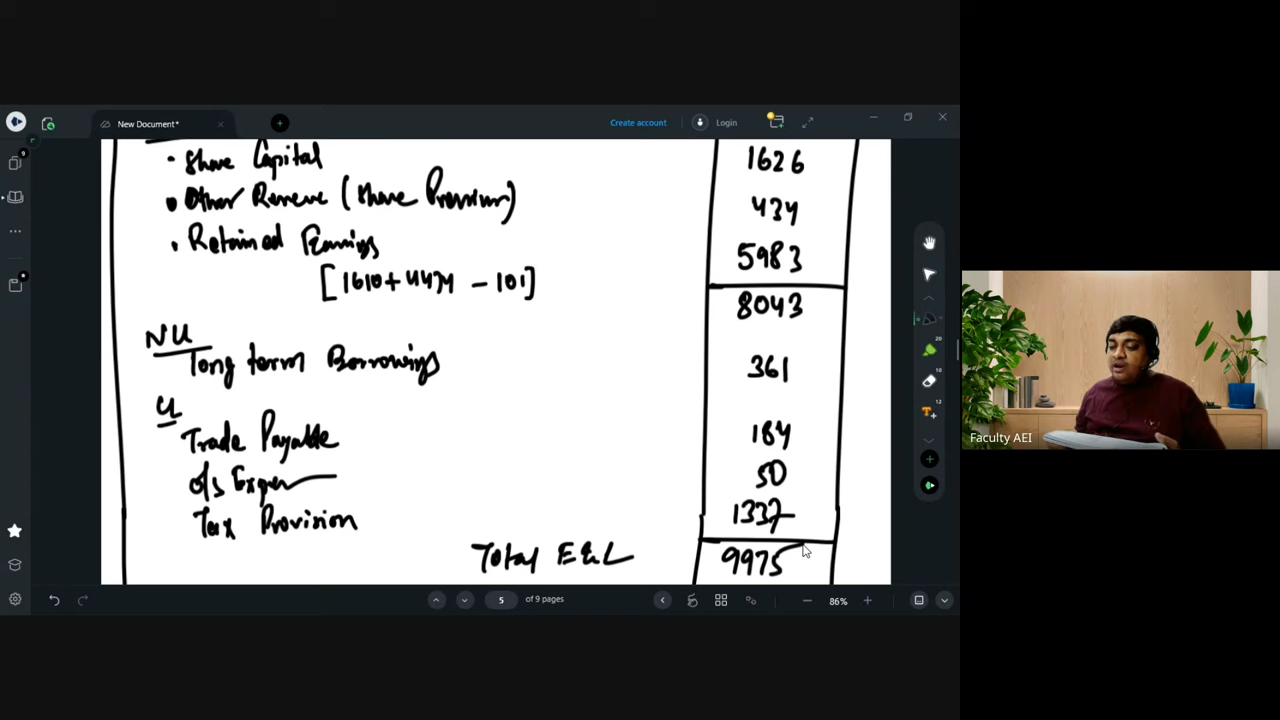 New Document*
Create account
Login
• Share Capital 1626
• Other Rererve (Share Premium) 434
• Retained Earnings 5983
[1610+4474 - 101]
8043
NCL
Long term Borrowings 361
CL
Trade Payable 184
o/s Expen 50
Tax Provision 1337
Total E&L 9975
Faculty AEI
5 of 9 pages
86%